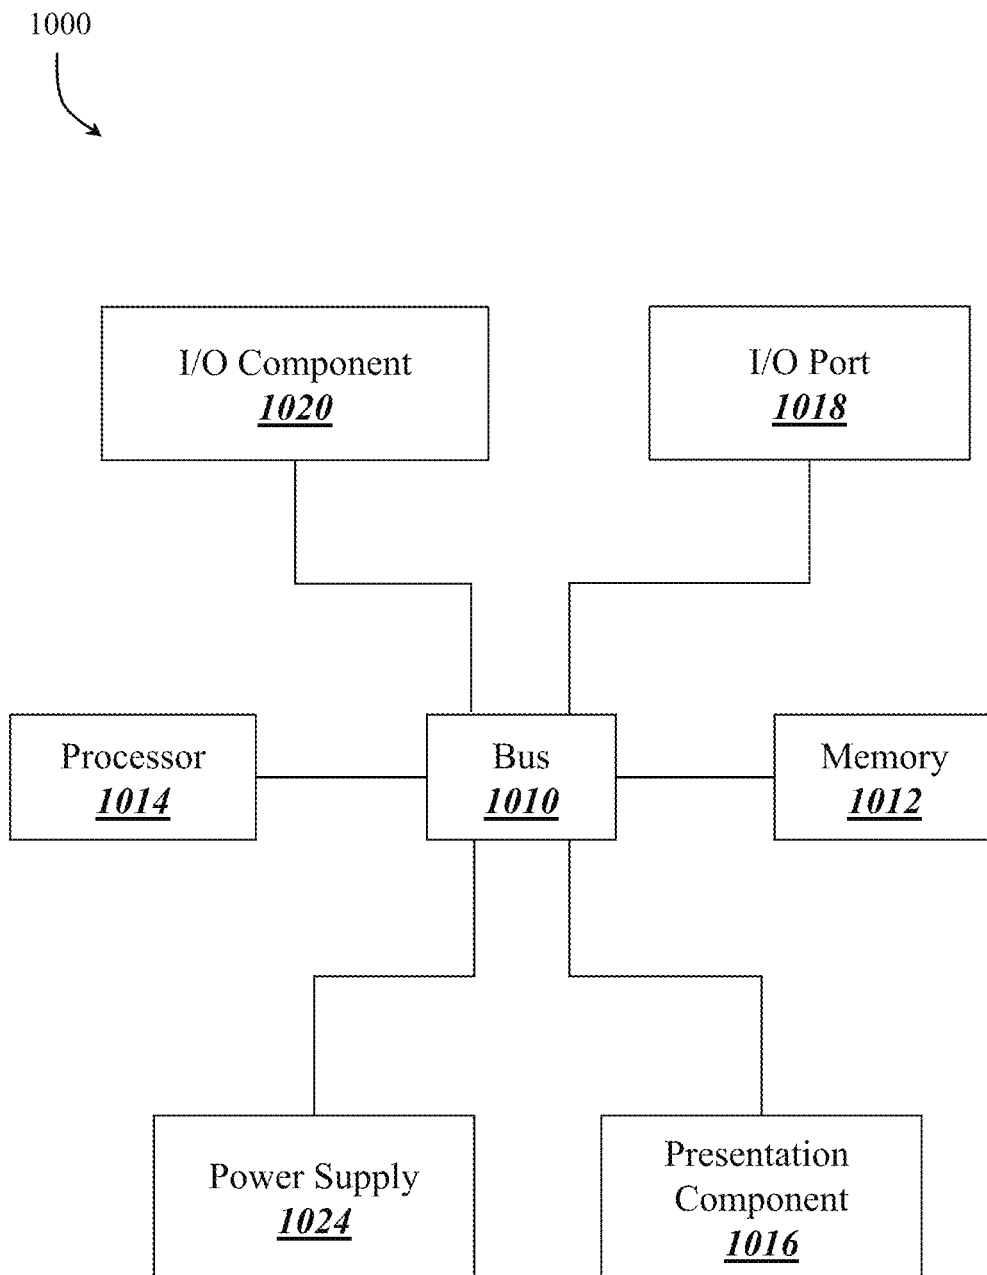 1000
I/O Component
1020
I/O Port
1018
Processor
1014
Bus
1010
Memory
1012
Power Supply
1024
Presentation
Component
1016